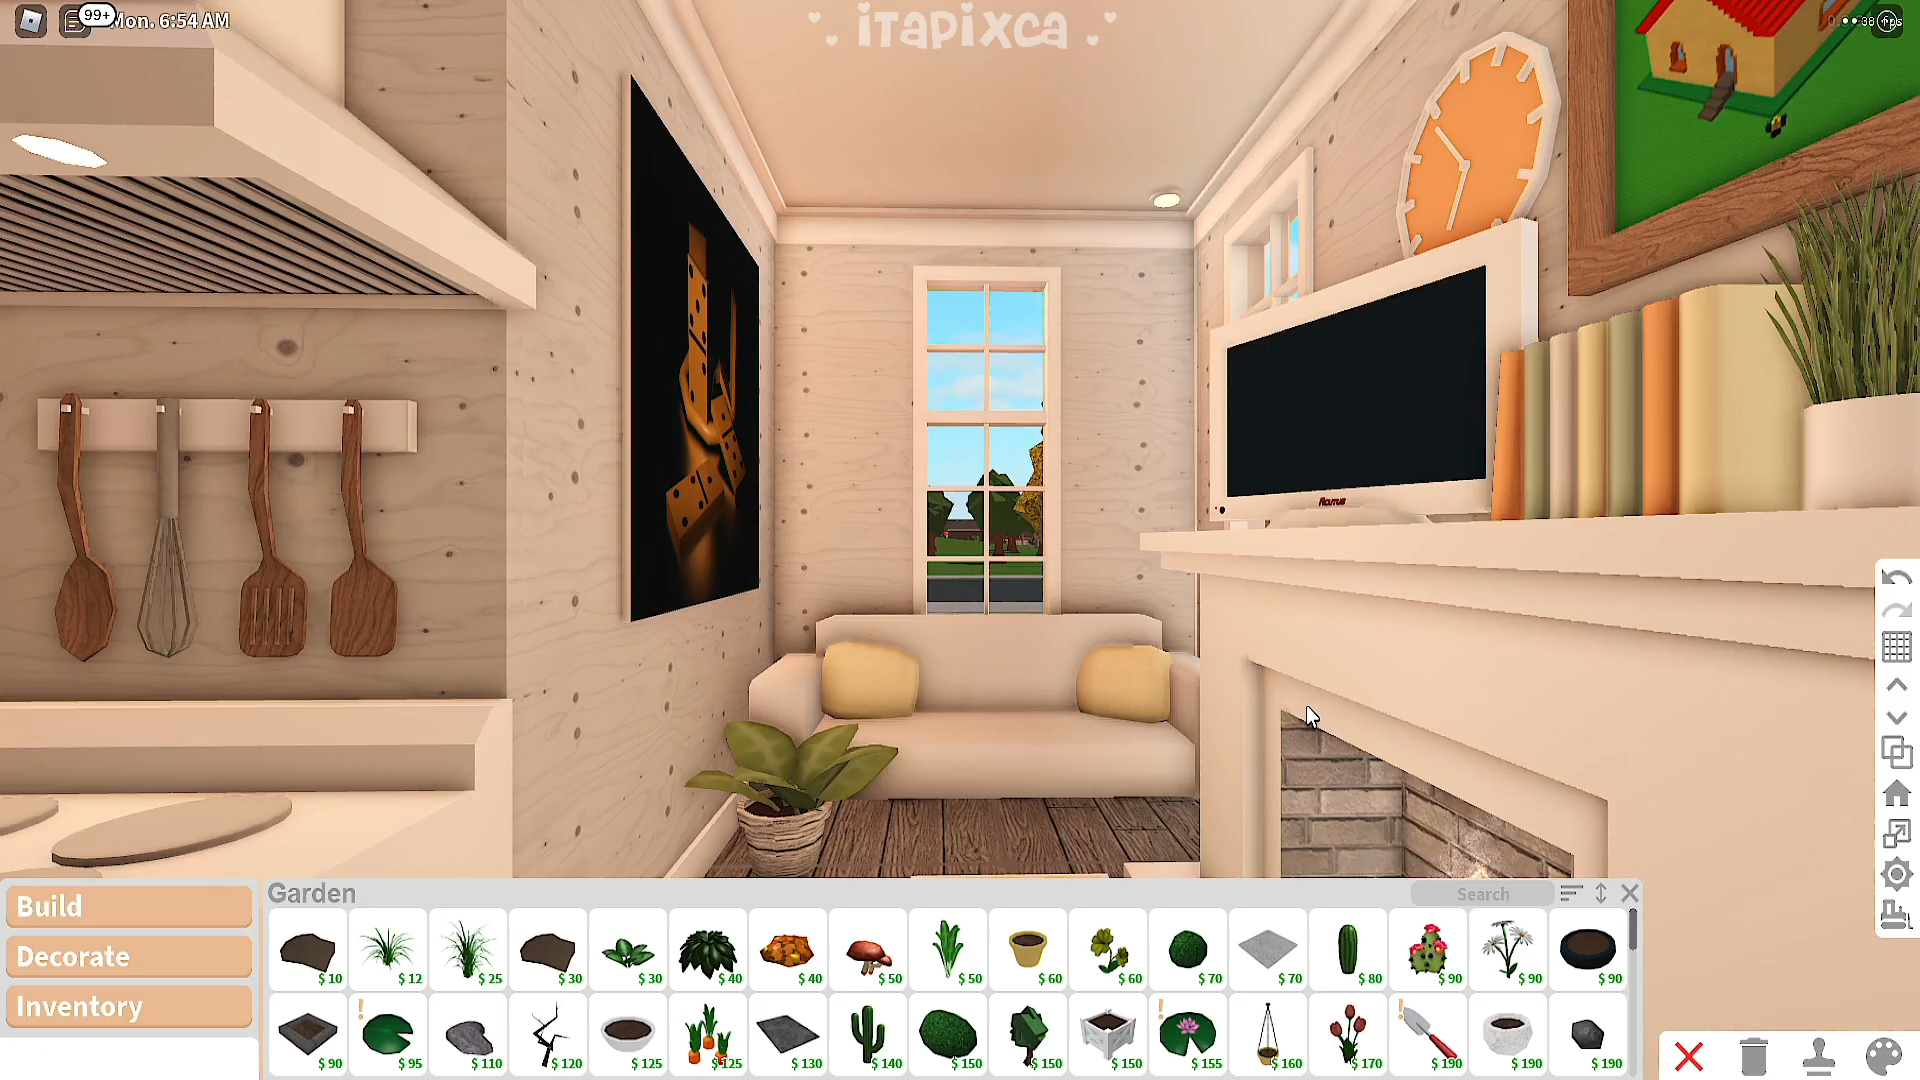 99+
Mon. 6:54 AM
iTAPiXCA
38 fps
Build
Decorate
Inventory
Garden
Search
$ 10
$ 12
$ 25
$ 30
$ 30
$ 40
$ 40
$ 50
$ 50
$ 60
$ 60
$ 70
$ 70
$ 80
$ 90
$ 90
$ 90
$ 90
! $ 95
$ 110
$ 120
$ 125
$ 125
$ 130
$ 140
$ 150
$ 150
$ 150
! $ 155
$ 160
$ 170
! $ 190
$ 190
$ 190